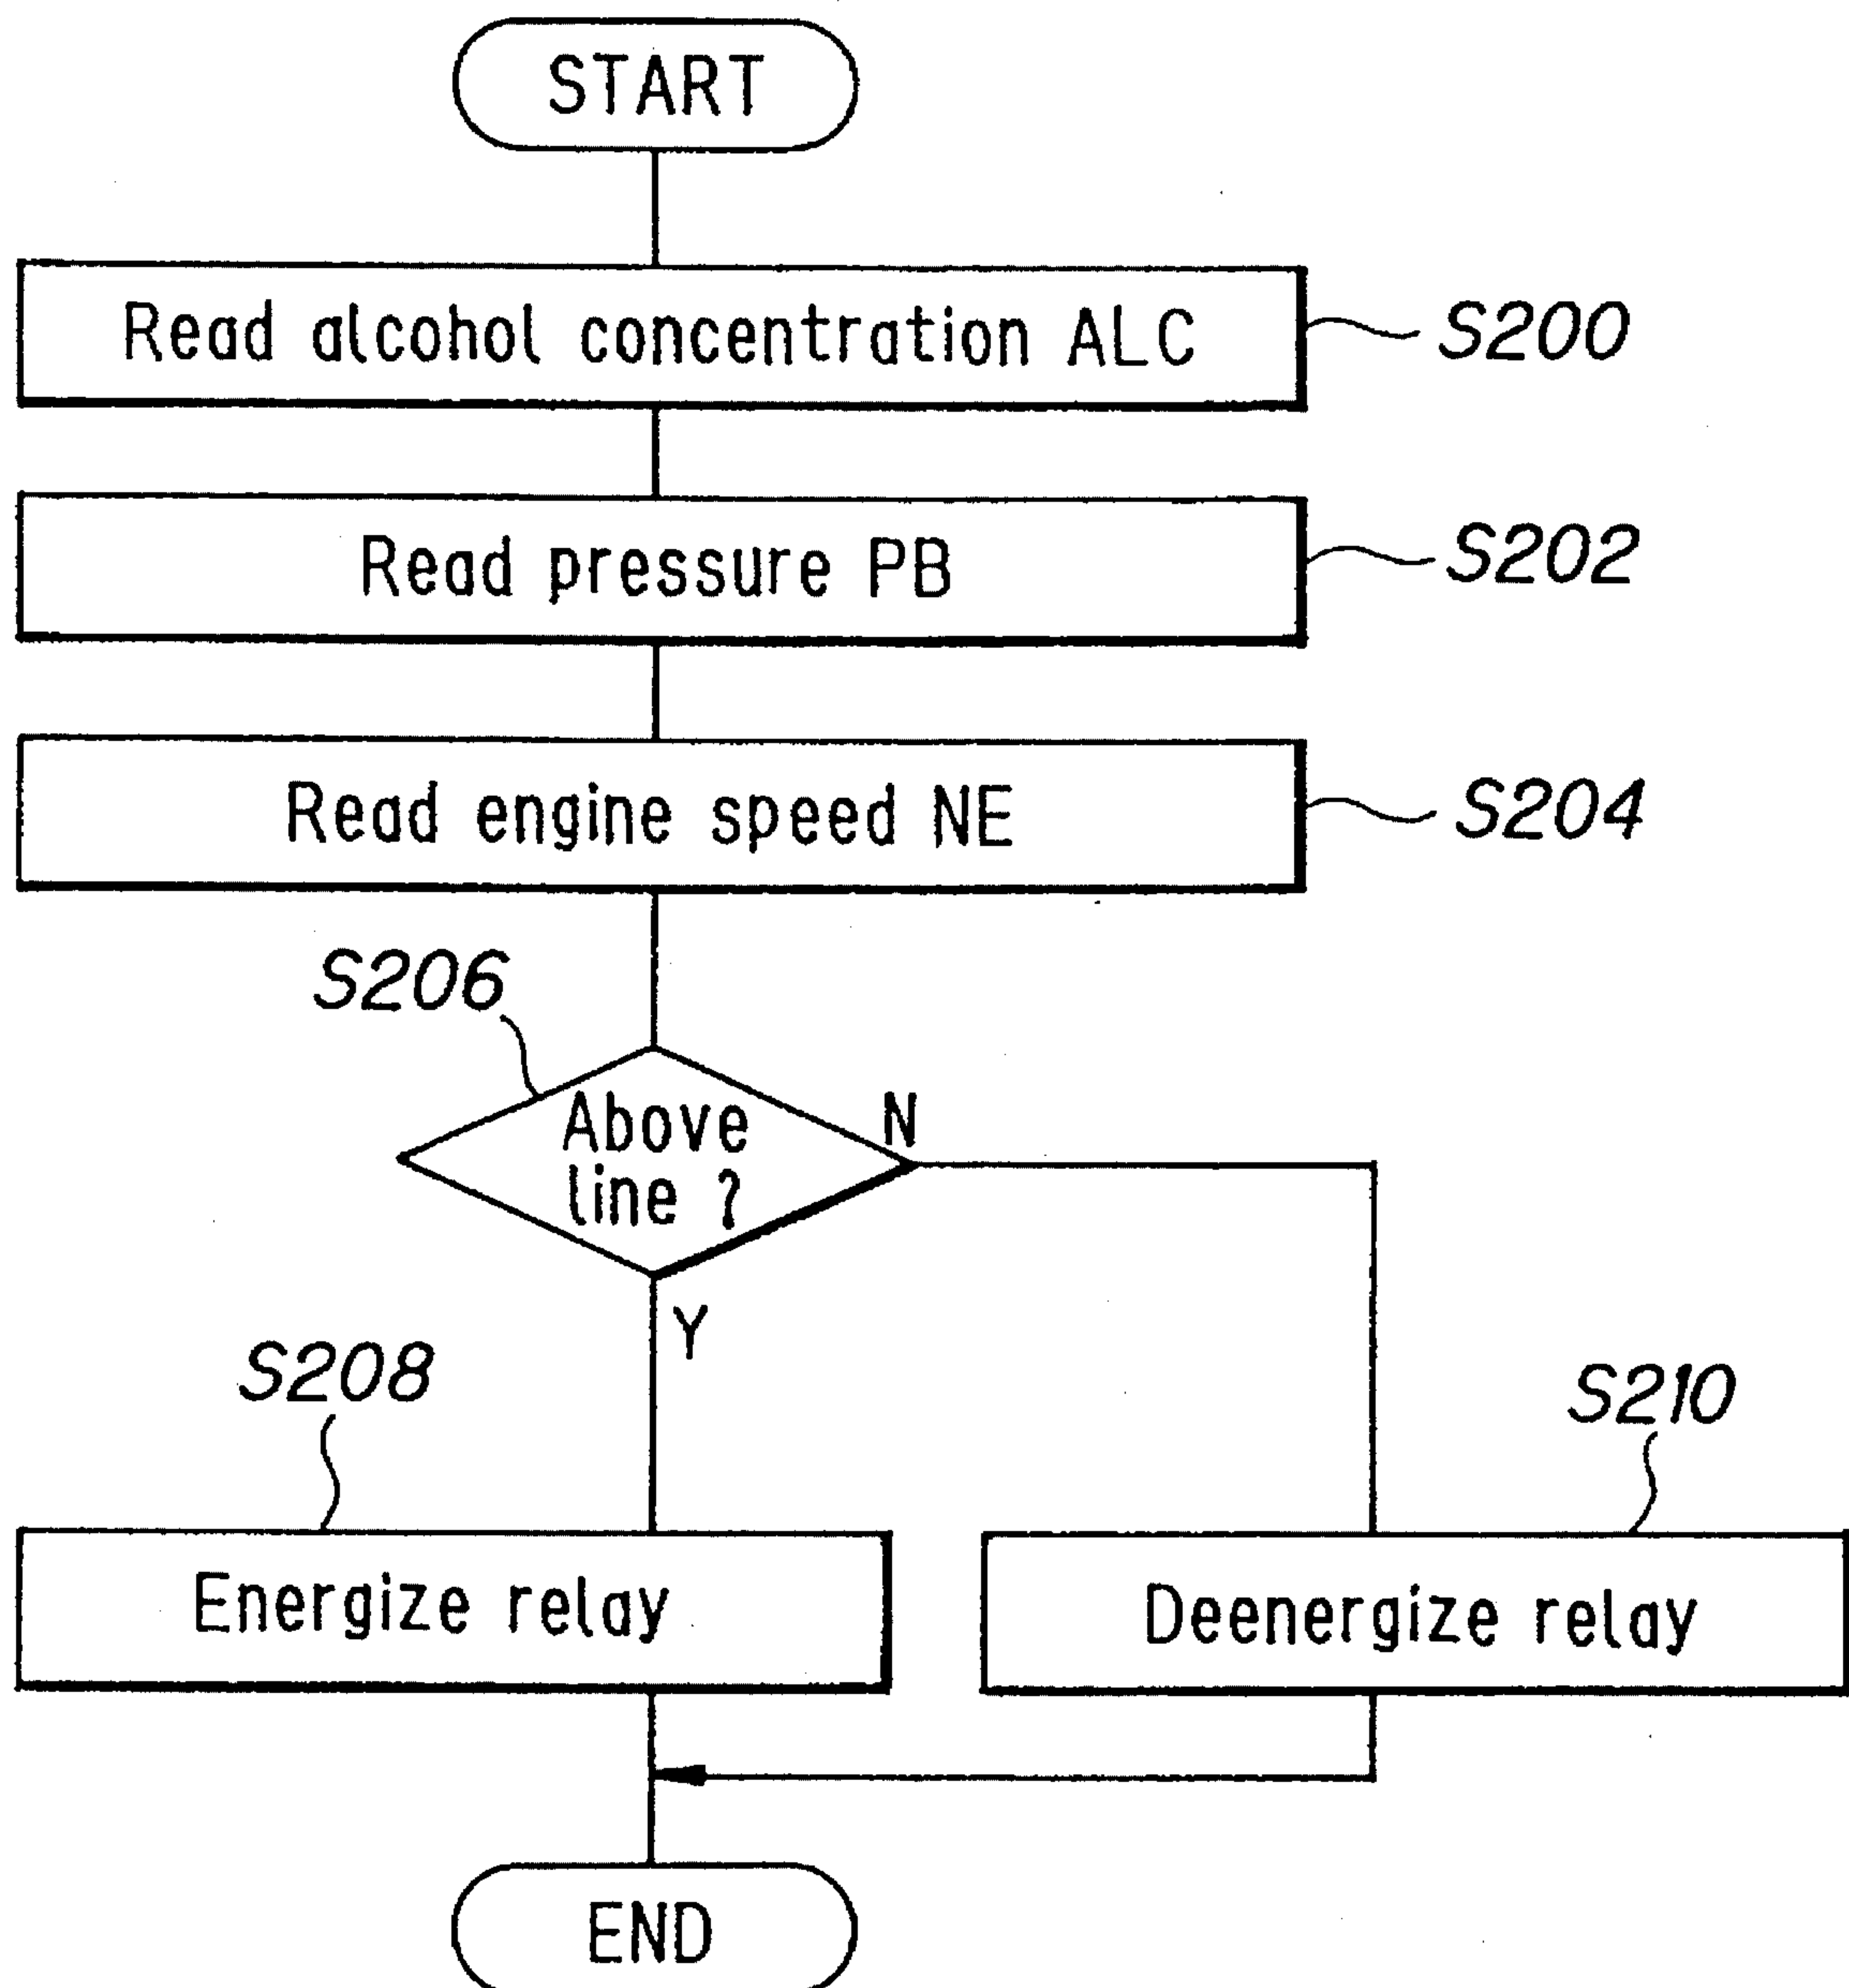 START
Read alcohol concentration ALC
S200
Read pressure PB
S202
Read engine speed NE
S204
S206
Above
line ?
N
Y
S208
S210
Energize relay
Deenergize relay
END